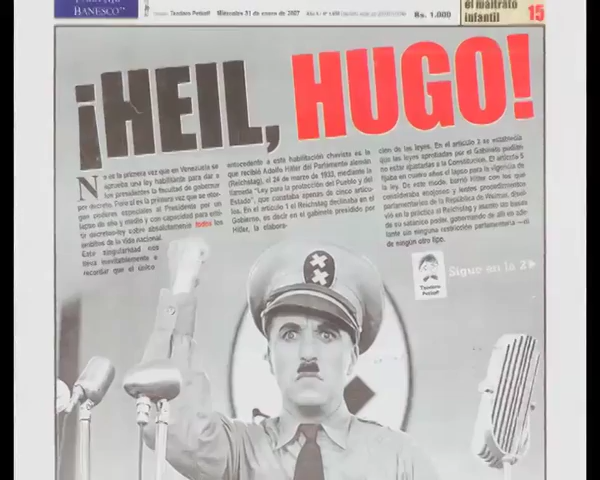 BANESCO
Teodoro Petkoff Miércoles 31 de enero de 2007
Bs. 1.000
el maltrato
infantil
15
¡HEIL, HUGO!
No es la primera vez que en Venezuela se
aprueba una ley habilitante para dar a
los presidentes la facultad de gobernar
por decreto. Pero sí es la primera vez que se otor-
gan poderes especiales al Presidente por un
lapso de año y medio y con capacidad para emi-
tir decretos-ley sobre absolutamente todos los
ámbitos de la vida nacional.
Esta singularidad nos
lleva inevitablemente a
recordar que el único
antecedente a esta habilitación chavista es la
que recibió Adolfo Hitler del Parlamento alemán
(Reichstag), el 24 de marzo de 1933, mediante la
llamada "Ley para la protección del Pueblo y del
Estado", que constaba apenas de cinco artícu-
los. En el artículo 1 el Reichstag declinaba en el
Gobierno, es decir en el gabinete presidido por
Hitler, la elabora-
ción de las leyes. En el artículo 2 se establecía
que las leyes aprobadas por el Gabinete podían
no estar ajustadas a la Constitución. El artículo 5
fijaba en cuatro años el lapso para la vigencia de
la ley. De este modo, barrió Hitler con los que
consideraba enojosos y lentos procedimientos
parlamentarios de la República de Weimar, disol-
vió en la práctica el Reichstag y asumió las bases
de su satánico poder, gobernando de allí en ade-
lante sin ninguna restricción parlamentaria —ni
de ningún otro tipo.
Teodoro
Petkoff
Sigue en la 2